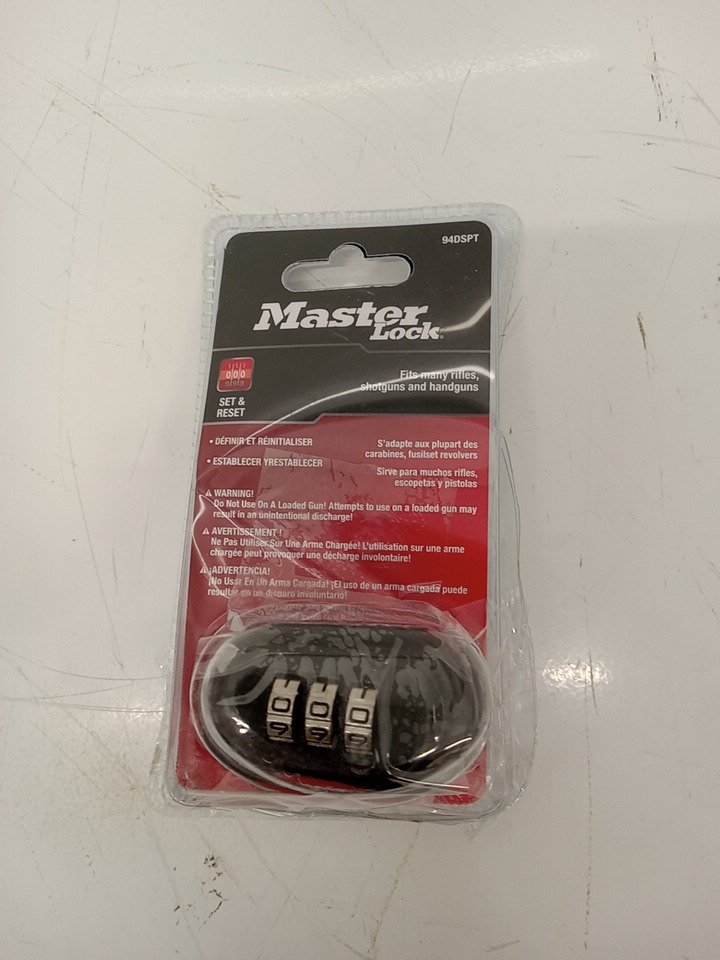 94DSPT
Master
Lock
000
SET &
RESET
Fits many rifles,
shotguns and handguns
• DÉFINIR ET RÉINITIALISER
• ESTABLECER YRESTABLECER
S'adapte aux plupart des
carabines, fusilset revolvers
Sirve para muchos rifles,
escopetas y pistolas
⚠ WARNING!
Do Not Use On A Loaded Gun! Attempts to use on a loaded gun may
result in an unintentional discharge!
⚠ AVERTISSEMENT !
Ne Pas Utiliser Sur Une Arme Chargée! L'utilisation sur une arme
chargée peut provoquer une décharge involontaire!
⚠ ¡ADVERTENCIA!
¡No Usar En Un Arma Cargada! ¡El uso de un arma cargada puede
resultar en un disparo involuntario!
0 0 0
9 9 9